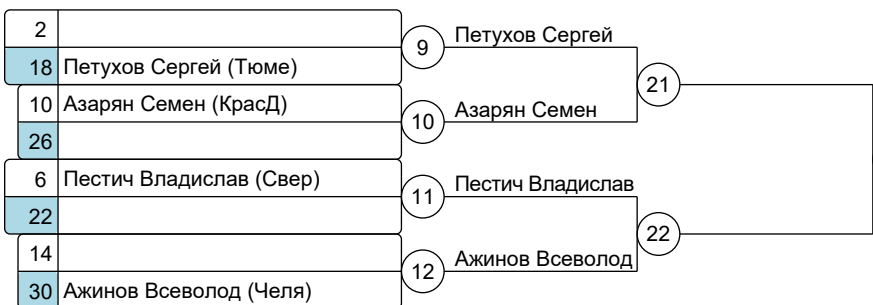 2
9
Петухов Сергей
18 Петухов Сергей (Тюме)
21
10 Азарян Семен (КрасД)
10
Азарян Семен
26
6 Пестич Владислав (Свер)
11
Пестич Владислав
22
22
14
12
Ажинов Всеволод
30 Ажинов Всеволод (Челя)